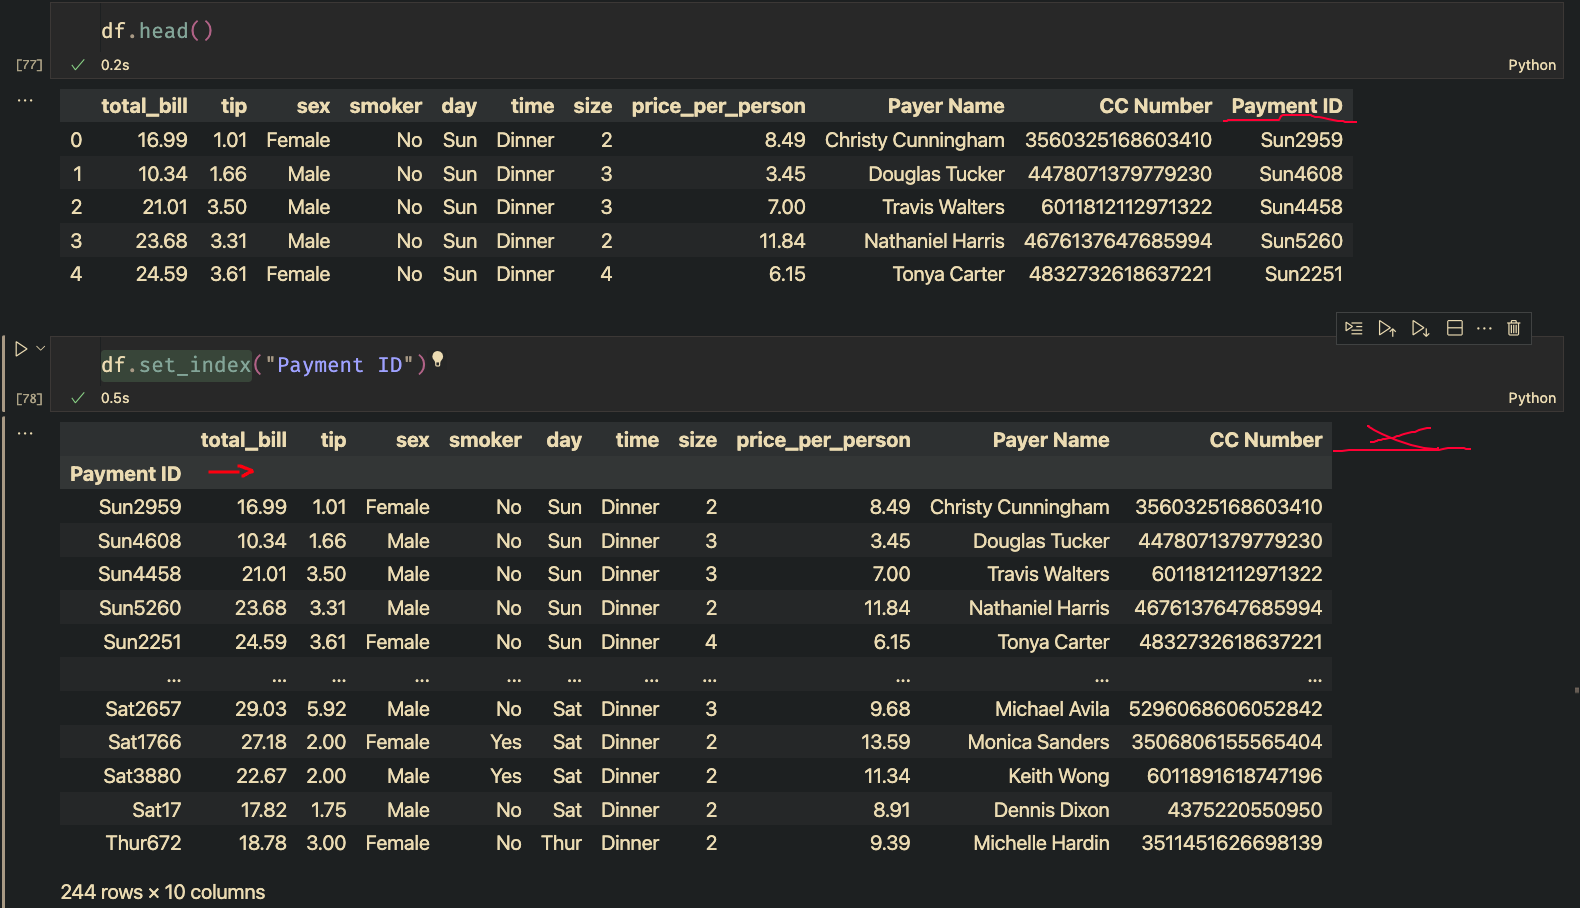 df.head()
[77] ✓ 0.2s Python
... total_bill tip sex smoker day time size price_per_person Payer Name CC Number Payment ID
0 16.99 1.01 Female No Sun Dinner 2 8.49 Christy Cunningham 3560325168603410 Sun2959
1 10.34 1.66 Male No Sun Dinner 3 3.45 Douglas Tucker 4478071379779230 Sun4608
2 21.01 3.50 Male No Sun Dinner 3 7.00 Travis Walters 6011812112971322 Sun4458
3 23.68 3.31 Male No Sun Dinner 2 11.84 Nathaniel Harris 4676137647685994 Sun5260
4 24.59 3.61 Female No Sun Dinner 4 6.15 Tonya Carter 4832732618637221 Sun2251
df.set_index("Payment ID")
[78] ✓ 0.5s Python
... total_bill tip sex smoker day time size price_per_person Payer Name CC Number
Payment ID
Sun2959 16.99 1.01 Female No Sun Dinner 2 8.49 Christy Cunningham 3560325168603410
Sun4608 10.34 1.66 Male No Sun Dinner 3 3.45 Douglas Tucker 4478071379779230
Sun4458 21.01 3.50 Male No Sun Dinner 3 7.00 Travis Walters 6011812112971322
Sun5260 23.68 3.31 Male No Sun Dinner 2 11.84 Nathaniel Harris 4676137647685994
Sun2251 24.59 3.61 Female No Sun Dinner 4 6.15 Tonya Carter 4832732618637221
... ... ... ... ... ... ... ... ... ... ...
Sat2657 29.03 5.92 Male No Sat Dinner 3 9.68 Michael Avila 5296068606052842
Sat1766 27.18 2.00 Female Yes Sat Dinner 2 13.59 Monica Sanders 3506806155565404
Sat3880 22.67 2.00 Male Yes Sat Dinner 2 11.34 Keith Wong 6011891618747196
Sat17 17.82 1.75 Male No Sat Dinner 2 8.91 Dennis Dixon 4375220550950
Thur672 18.78 3.00 Female No Thur Dinner 2 9.39 Michelle Hardin 3511451626698139
244 rows × 10 columns